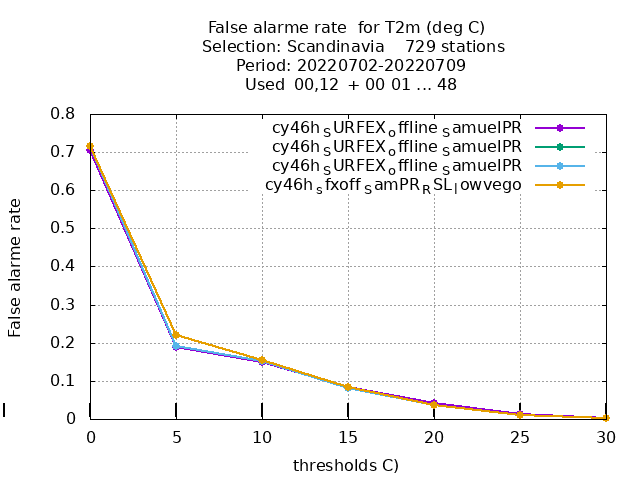 False alarme rate  for T2m (deg C)
Selection: Scandinavia    729 stations
Period: 20220702-20220709
Used  00,12  + 00 01 ... 48
cy46h_SURFEX_offline_SamuelPR
cy46h_SURFEX_offline_SamuelPR
cy46h_SURFEX_offline_SamuelPR
cy46h_sfxoff_SamPR_RSL_lowvego
False alarme rate
0.8
0.7
0.6
0.5
0.4
0.3
0.2
0.1
0
0 5 10 15 20 25 30
thresholds C)